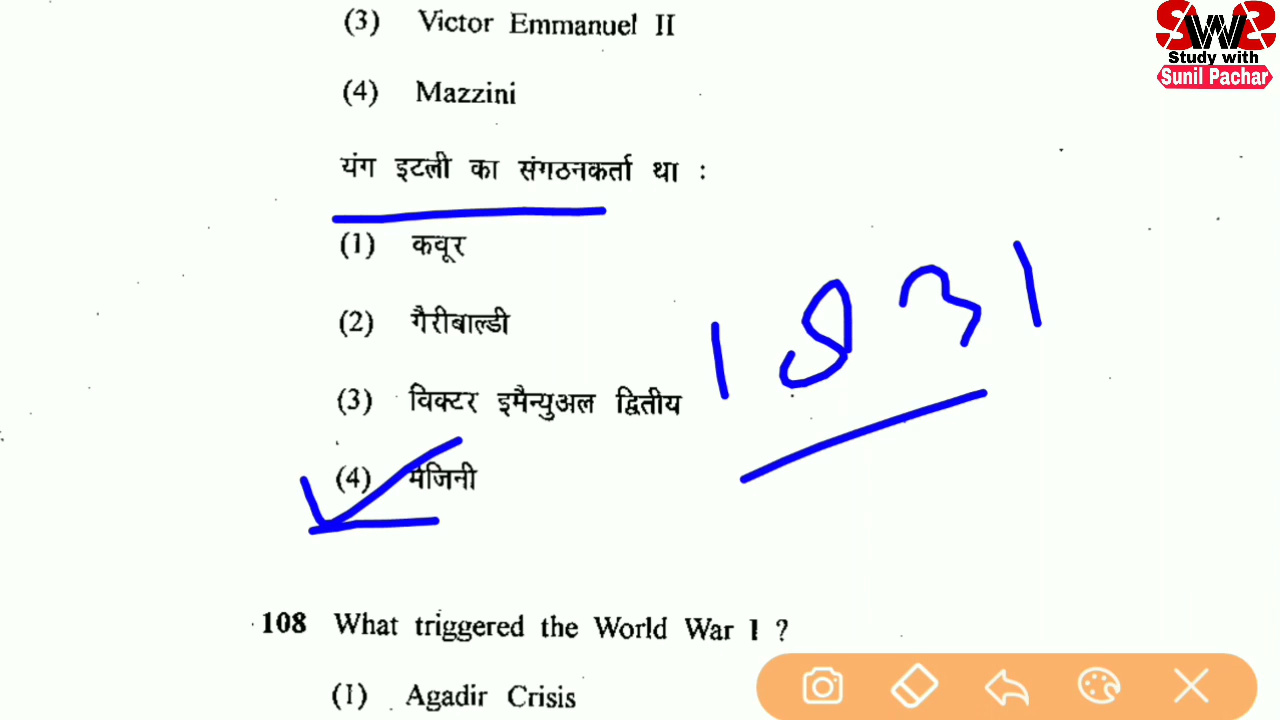 (3) Victor Emmanuel II
SWS
Study with
Sunil Pachar
(4) Mazzini
यंग इटली का संगठनकर्ता था :
(1) कवूर
(2) गैरीबाल्डी
1831
(3) विक्टर इमैन्युअल द्वितीय
(4) मेजिनी
108 What triggered the World War I ?
(1) Agadir Crisis